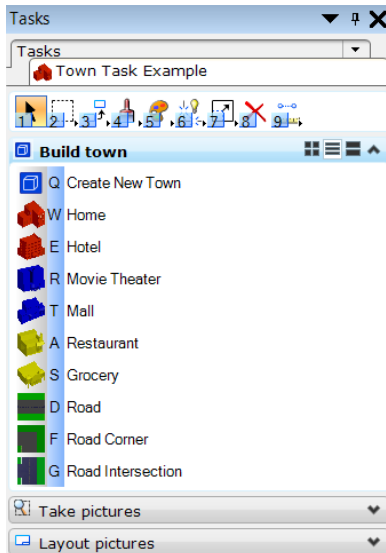 Tasks
Tasks
Town Task Example
1 2 3 4 5 6 7 8 9
Build town
Q Create New Town
W Home
E Hotel
R Movie Theater
T Mall
A Restaurant
S Grocery
D Road
F Road Corner
G Road Intersection
Take pictures
Layout pictures